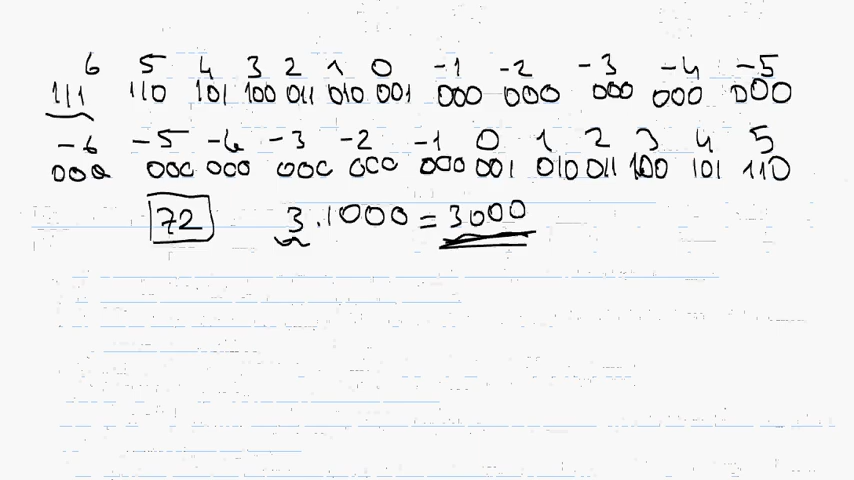 6 5 4 3 2 1 0 -1 -2 -3 -4 -5
111 110 101 100 011 010 001 000 000 000 000 000
-6 -5 -4 -3 -2 -1 0 1 2 3 4 5
000 000 000 000 000 000 001 010 011 100 101 110
72 3.1000 = 3000